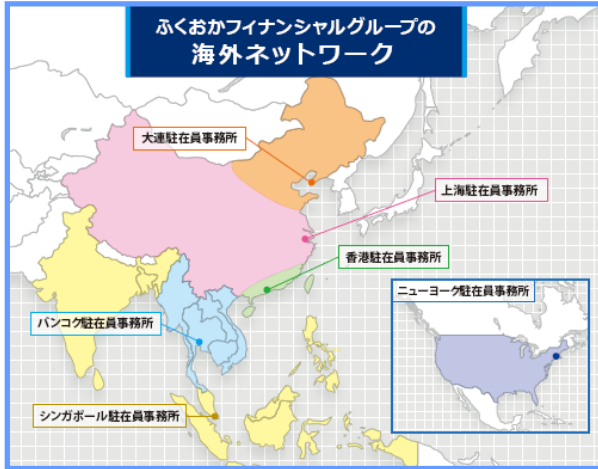 ふくおかフィナンシャルグループの
海外ネットワーク
大連駐在員事務所
上海駐在員事務所
香港駐在員事務所
ニューヨーク駐在員事務所
バンコク駐在員事務所
シンガポール駐在員事務所